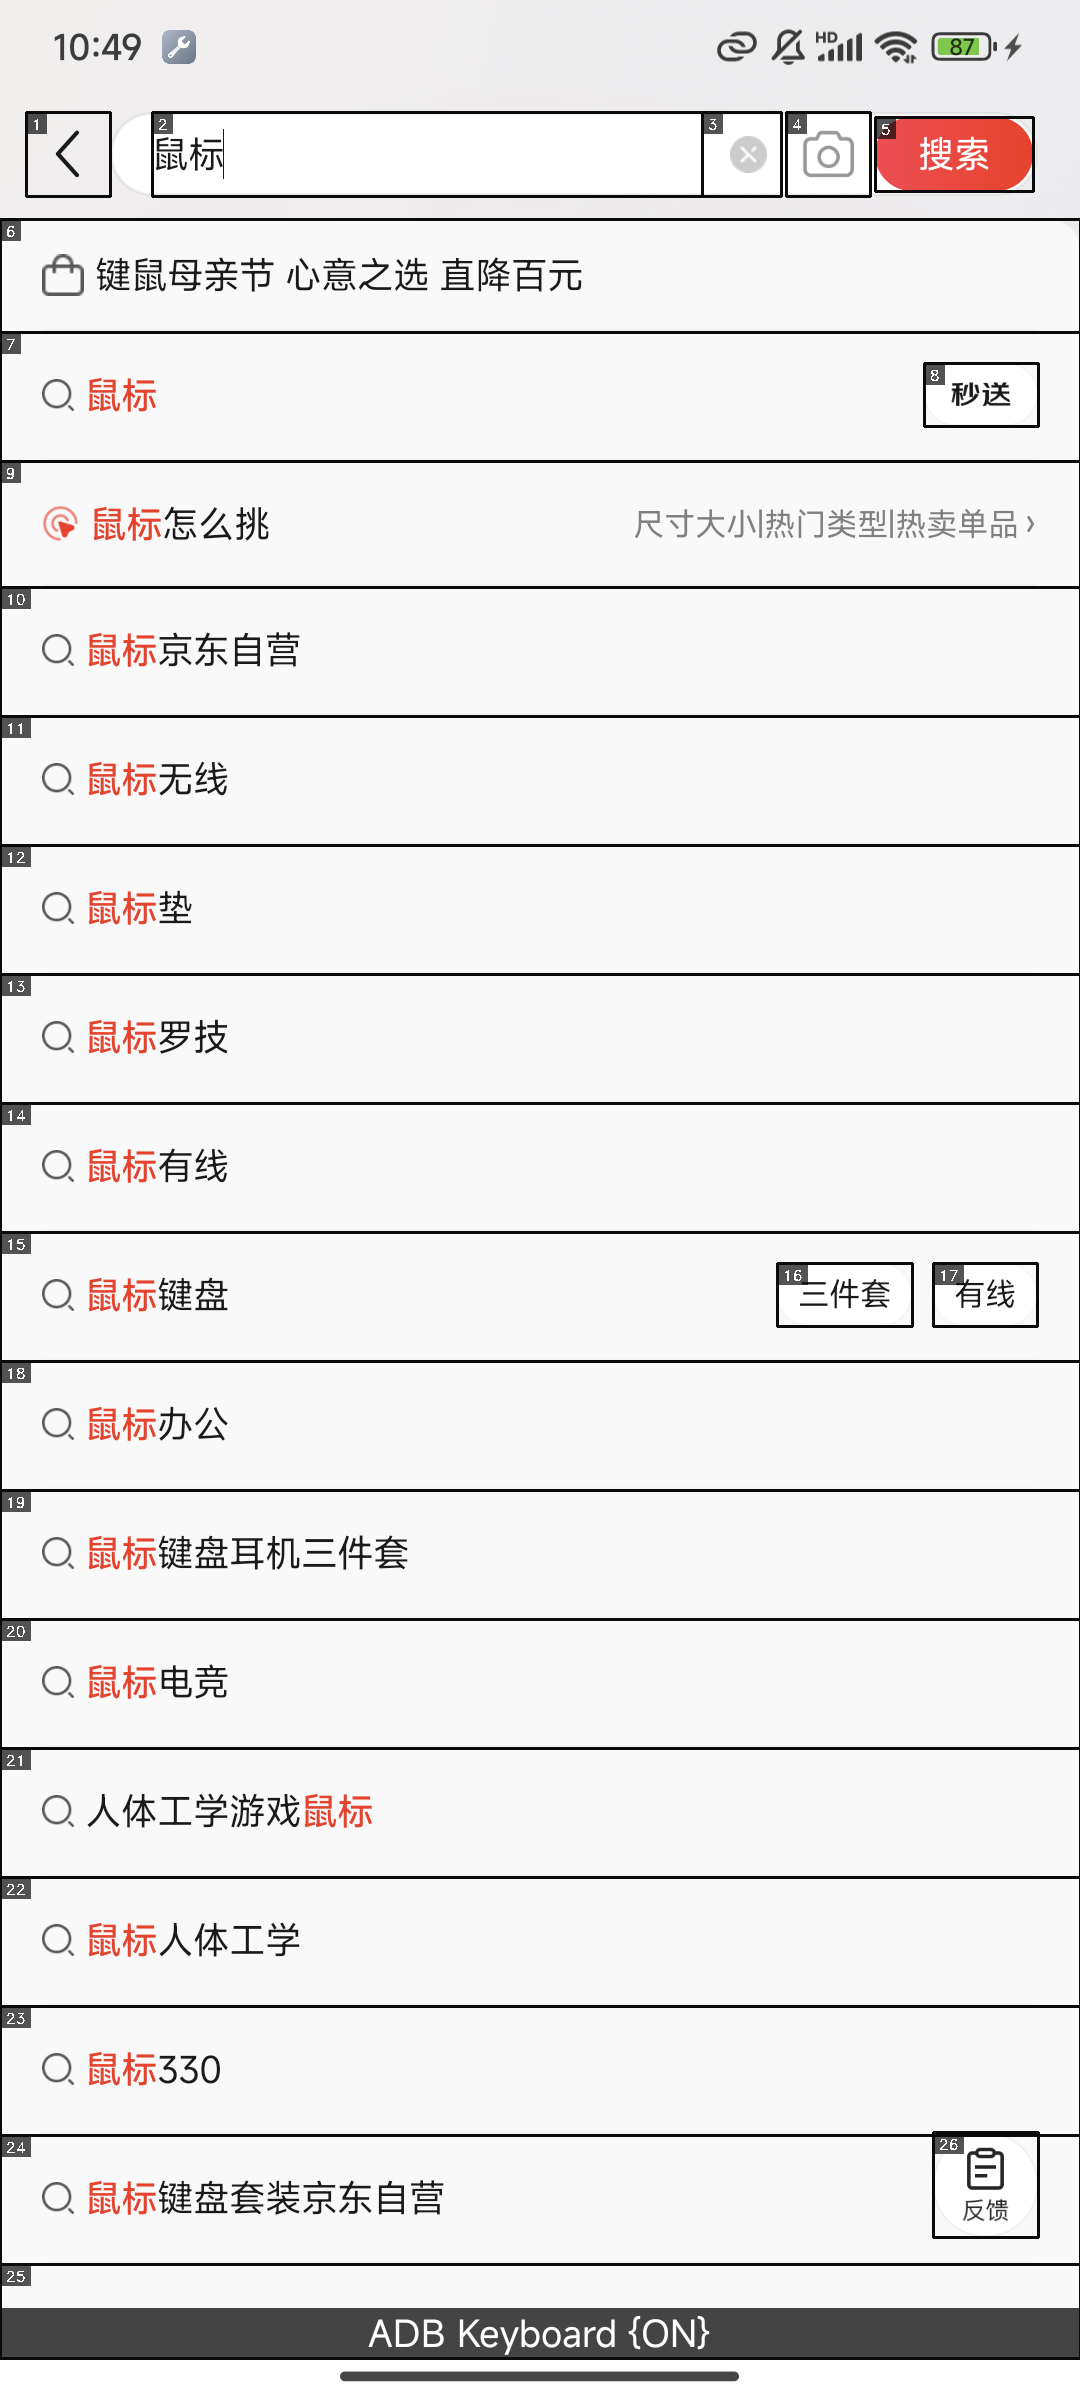 10:49 HD 87
1 2 鼠标 3 4 5 搜索
6 键鼠母亲节 心意之选 直降百元
7 鼠标 8 秒送
9 鼠标怎么挑 尺寸大小|热门类型|热卖单品 ›
10 鼠标京东自营
11 鼠标无线
12 鼠标垫
13 鼠标罗技
14 鼠标有线
15 鼠标键盘 16 三件套 17 有线
18 鼠标办公
19 鼠标键盘耳机三件套
20 鼠标电竞
21 人体工学游戏鼠标
22 鼠标人体工学
23 鼠标330
24 鼠标键盘套装京东自营 26 反馈
25
ADB Keyboard {ON}